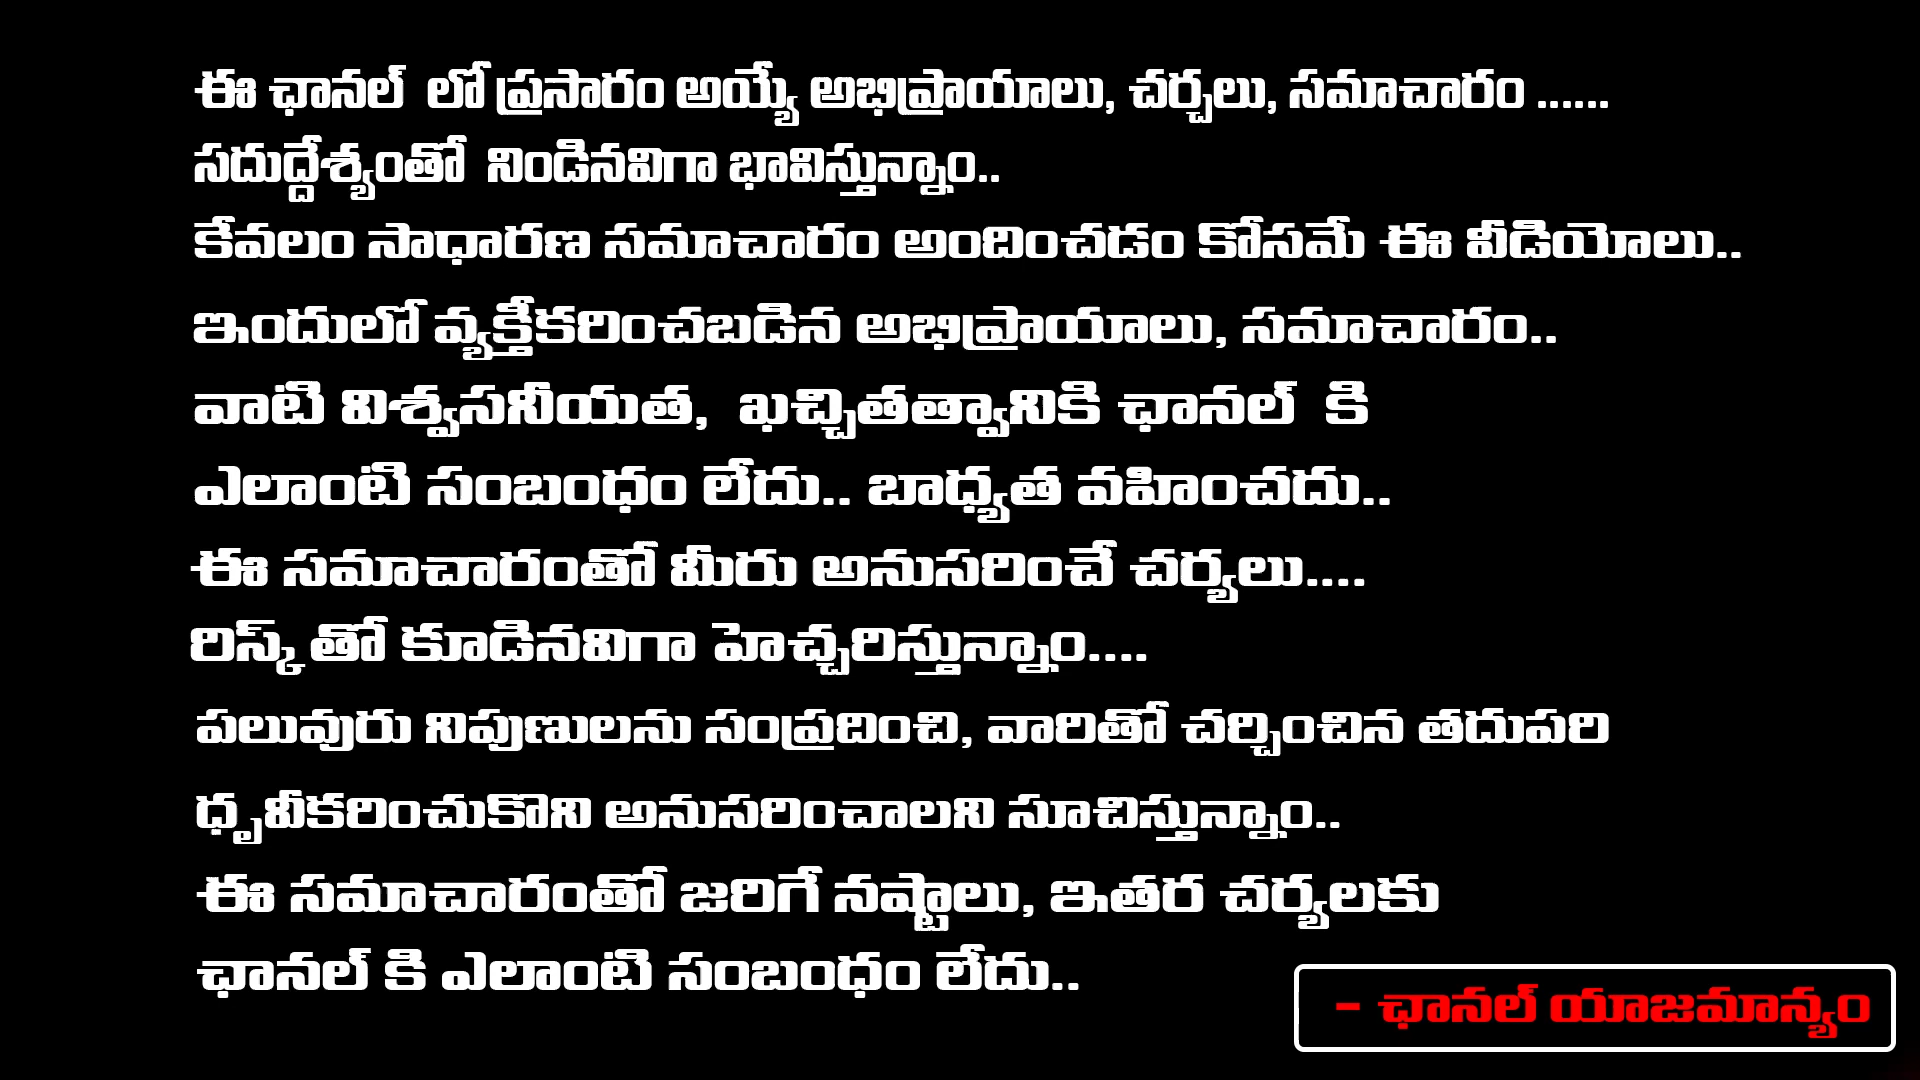 ఈ ఛానల్ లో ప్రసారం అయ్యే అభిప్రాయాలు, చర్చలు, సమాచారం ......
సదుద్దేశ్యంతో నిండినవిగా భావిస్తున్నాం..
కేవలం సాధారణ సమాచారం అందించడం కోసమే ఈ వీడియోలు..
ఇందులో వ్యక్తీకరించబడిన అభిప్రాయాలు, సమాచారం..
వాటి విశ్వసనీయత, ఖచ్చితత్వానికి ఛానల్ కి
ఎలాంటి సంబంధం లేదు.. బాధ్యత వహించదు..
ఈ సమాచారంతో మీరు అనుసరించే చర్యలు....
రిస్క్ తో కూడినవిగా హెచ్చరిస్తున్నాం....
పలువురు నిపుణులను సంప్రదించి, వారితో చర్చించిన తదుపరి
ధృవీకరించుకొని అనుసరించాలని సూచిస్తున్నాం..
ఈ సమాచారంతో జరిగే నష్టాలు, ఇతర చర్యలకు
ఛానల్ కి ఎలాంటి సంబంధం లేదు..
- ఛానల్ యాజమాన్యం